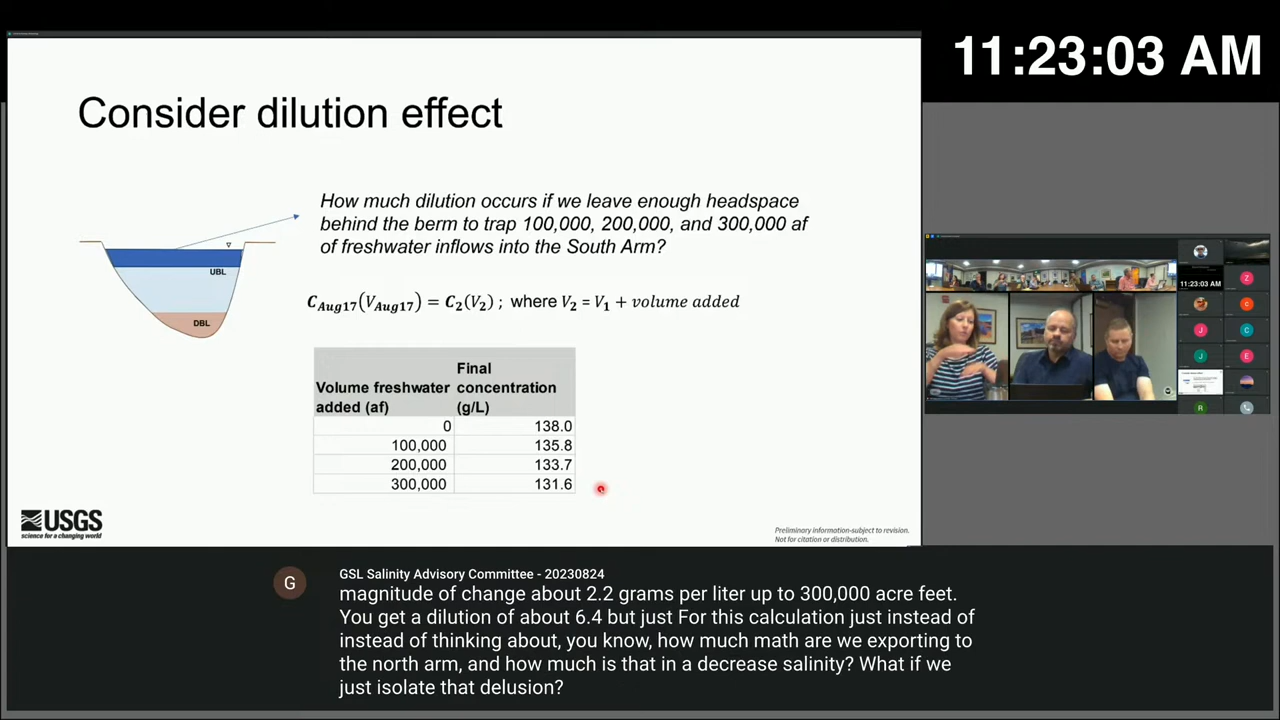 11:23:03 AM
Consider dilution effect
How much dilution occurs if we leave enough headspace
behind the berm to trap 100,000, 200,000, and 300,000 af
of freshwater inflows into the South Arm?
UBL
DBL
C_Aug17(V_Aug17) = C_2(V_2) ; where V_2 = V_1 + volume added
Volume freshwater added (af) Final concentration (g/L)
0 138.0
100,000 135.8
200,000 133.7
300,000 131.6
USGS
science for a changing world
Preliminary information-subject to revision.
Not for citation or distribution.
11:23:03 AM
Z
C
J
C
J
E
R
G
GSL Salinity Advisory Committee - 20230824
magnitude of change about 2.2 grams per liter up to 300,000 acre feet.
You get a dilution of about 6.4 but just For this calculation just instead of
instead of thinking about, you know, how much math are we exporting to
the north arm, and how much is that in a decrease salinity? What if we
just isolate that delusion?